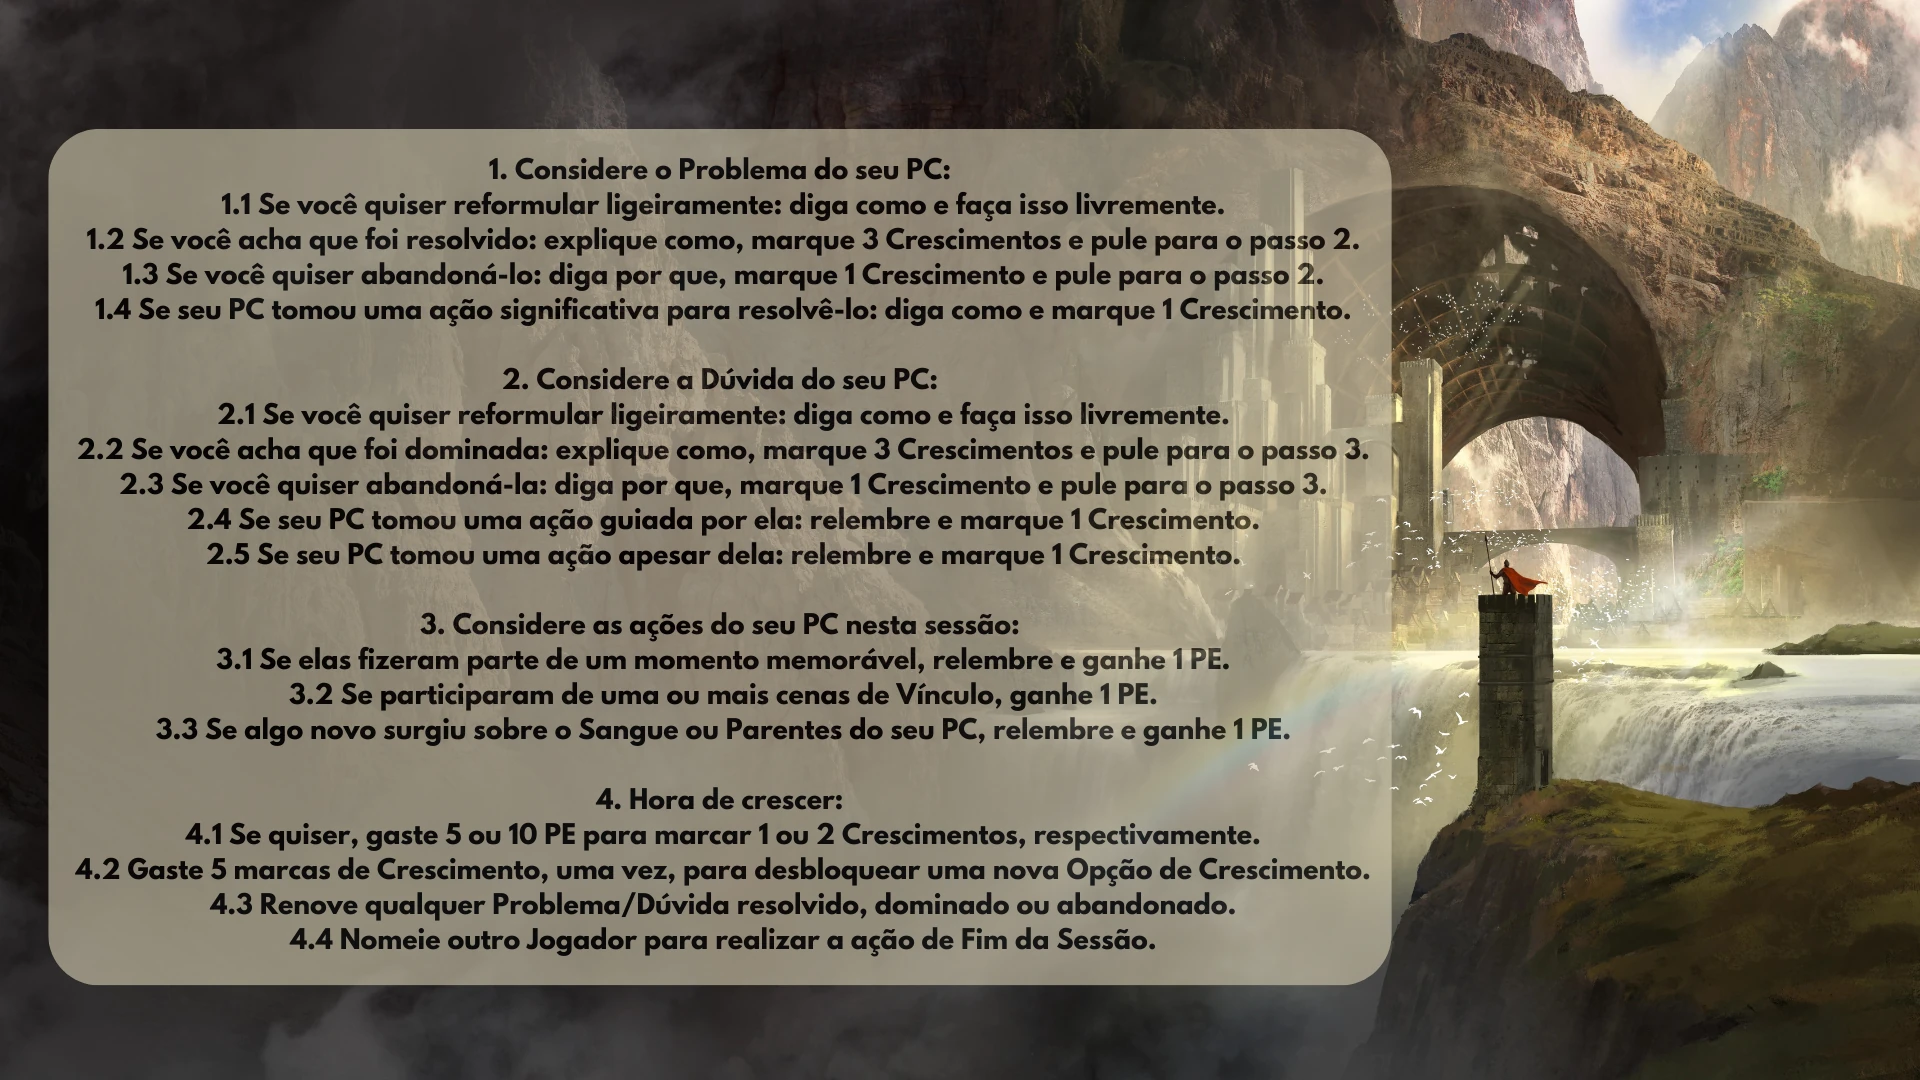 1. Considere o Problema do seu PC:
1.1 Se você quiser reformular ligeiramente: diga como e faça isso livremente.
1.2 Se você acha que foi resolvido: explique como, marque 3 Crescimentos e pule para o passo 2.
1.3 Se você quiser abandoná-lo: diga por que, marque 1 Crescimento e pule para o passo 2.
1.4 Se seu PC tomou uma ação significativa para resolvê-lo: diga como e marque 1 Crescimento.
2. Considere a Dúvida do seu PC:
2.1 Se você quiser reformular ligeiramente: diga como e faça isso livremente.
2.2 Se você acha que foi dominada: explique como, marque 3 Crescimentos e pule para o passo 3.
2.3 Se você quiser abandoná-la: diga por que, marque 1 Crescimento e pule para o passo 3.
2.4 Se seu PC tomou uma ação guiada por ela: relembre e marque 1 Crescimento.
2.5 Se seu PC tomou uma ação apesar dela: relembre e marque 1 Crescimento.
3. Considere as ações do seu PC nesta sessão:
3.1 Se elas fizeram parte de um momento memorável, relembre e ganhe 1 PE.
3.2 Se participaram de uma ou mais cenas de Vínculo, ganhe 1 PE.
3.3 Se algo novo surgiu sobre o Sangue ou Parentes do seu PC, relembre e ganhe 1 PE.
4. Hora de crescer:
4.1 Se quiser, gaste 5 ou 10 PE para marcar 1 ou 2 Crescimentos, respectivamente.
4.2 Gaste 5 marcas de Crescimento, uma vez, para desbloquear uma nova Opção de Crescimento.
4.3 Renove qualquer Problema/Dúvida resolvido, dominado ou abandonado.
4.4 Nomeie outro Jogador para realizar a ação de Fim da Sessão.